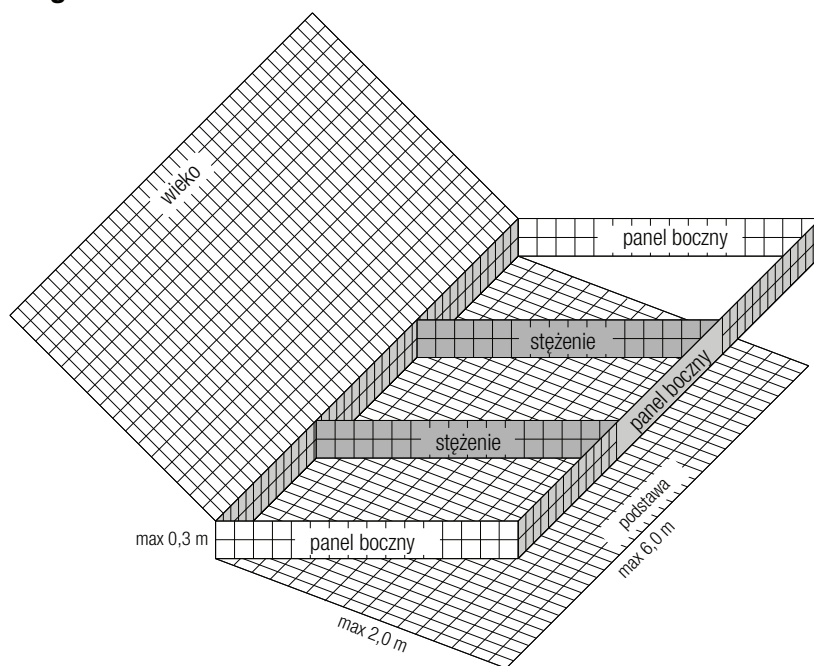 wieko
panel boczny
stężenie
panel boczny
stężenie
podstawa
max 0,3 m
panel boczny
max 6,0 m
max 2,0 m